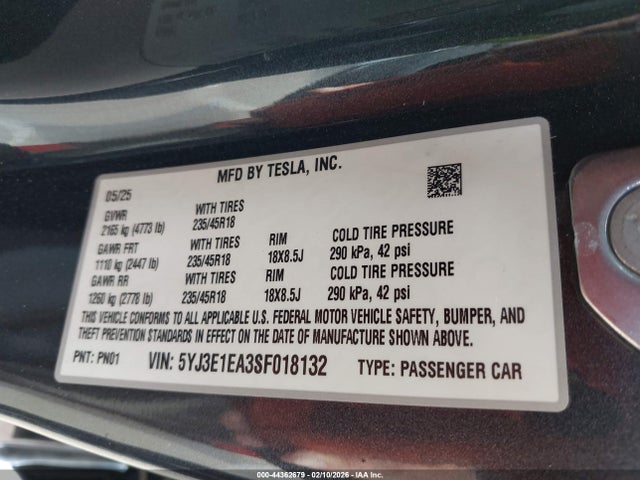 MFD BY TESLA, INC.
05/25
GVWR WITH TIRES
2165 kg (4773 lb) 235/45R18
GAWR FRT WITH TIRES RIM COLD TIRE PRESSURE
1110 kg (2447 lb) 235/45R18 18X8.5J 290 kPa, 42 psi
GAWR RR WITH TIRES RIM COLD TIRE PRESSURE
1260 kg (2778 lb) 235/45R18 18X8.5J 290 kPa, 42 psi
THIS VEHICLE CONFORMS TO ALL APPLICABLE U.S. FEDERAL MOTOR VEHICLE SAFETY, BUMPER, AND
THEFT PREVENTION STANDARDS IN EFFECT ON THE DATE OF MANUFACTURE SHOWN ABOVE.
PNT: PN01 VIN: 5YJ3E1EA3SF018132 TYPE: PASSENGER CAR
000-44362679 - 02/10/2026 - IAA Inc.